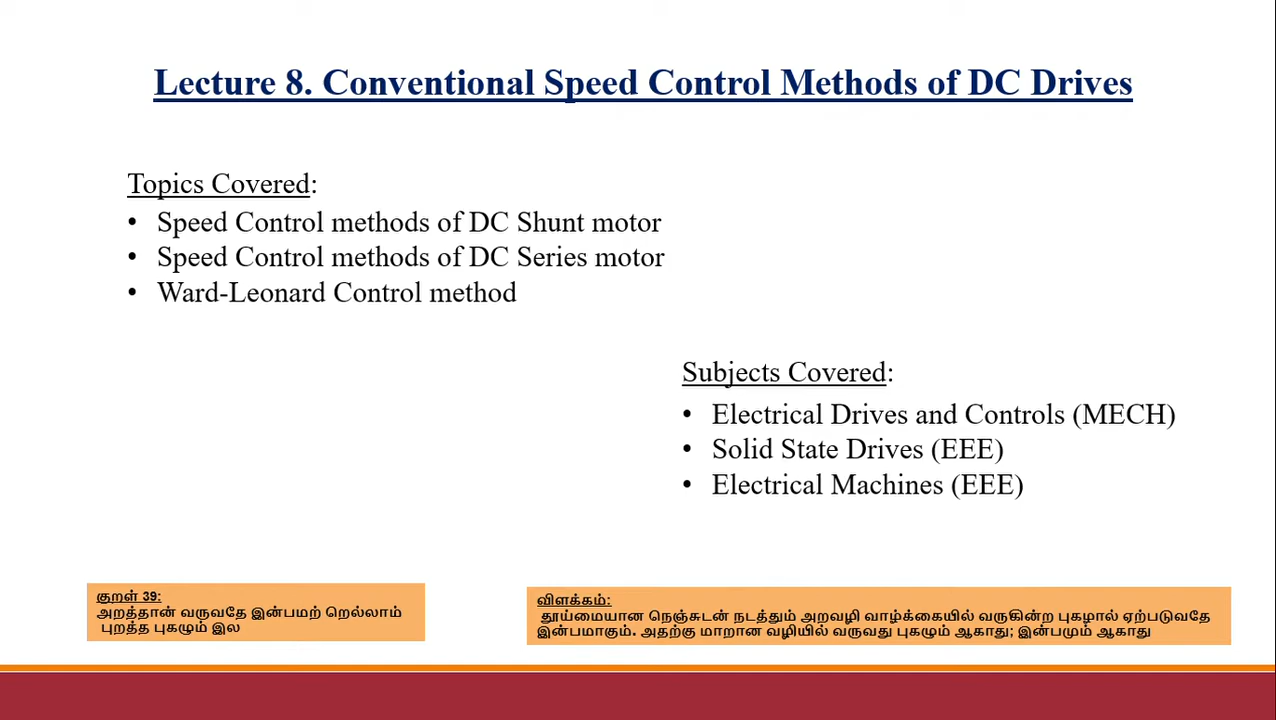 Lecture 8. Conventional Speed Control Methods of DC Drives
Topics Covered:
• Speed Control methods of DC Shunt motor
• Speed Control methods of DC Series motor
• Ward-Leonard Control method
Subjects Covered:
• Electrical Drives and Controls (MECH)
• Solid State Drives (EEE)
• Electrical Machines (EEE)
குறள் 39:
அறத்தான் வருவதே இன்பமற் றெல்லாம்
புறத்த புகழும் இல
விளக்கம்:
தூய்மையான நெஞ்சுடன் நடத்தும் அறவழி வாழ்க்கையில் வருகின்ற புகழால் ஏற்படுவதே
இன்பமாகும். அதற்கு மாறான வழியில் வருவது புகழும் ஆகாது; இன்பமும் ஆகாது